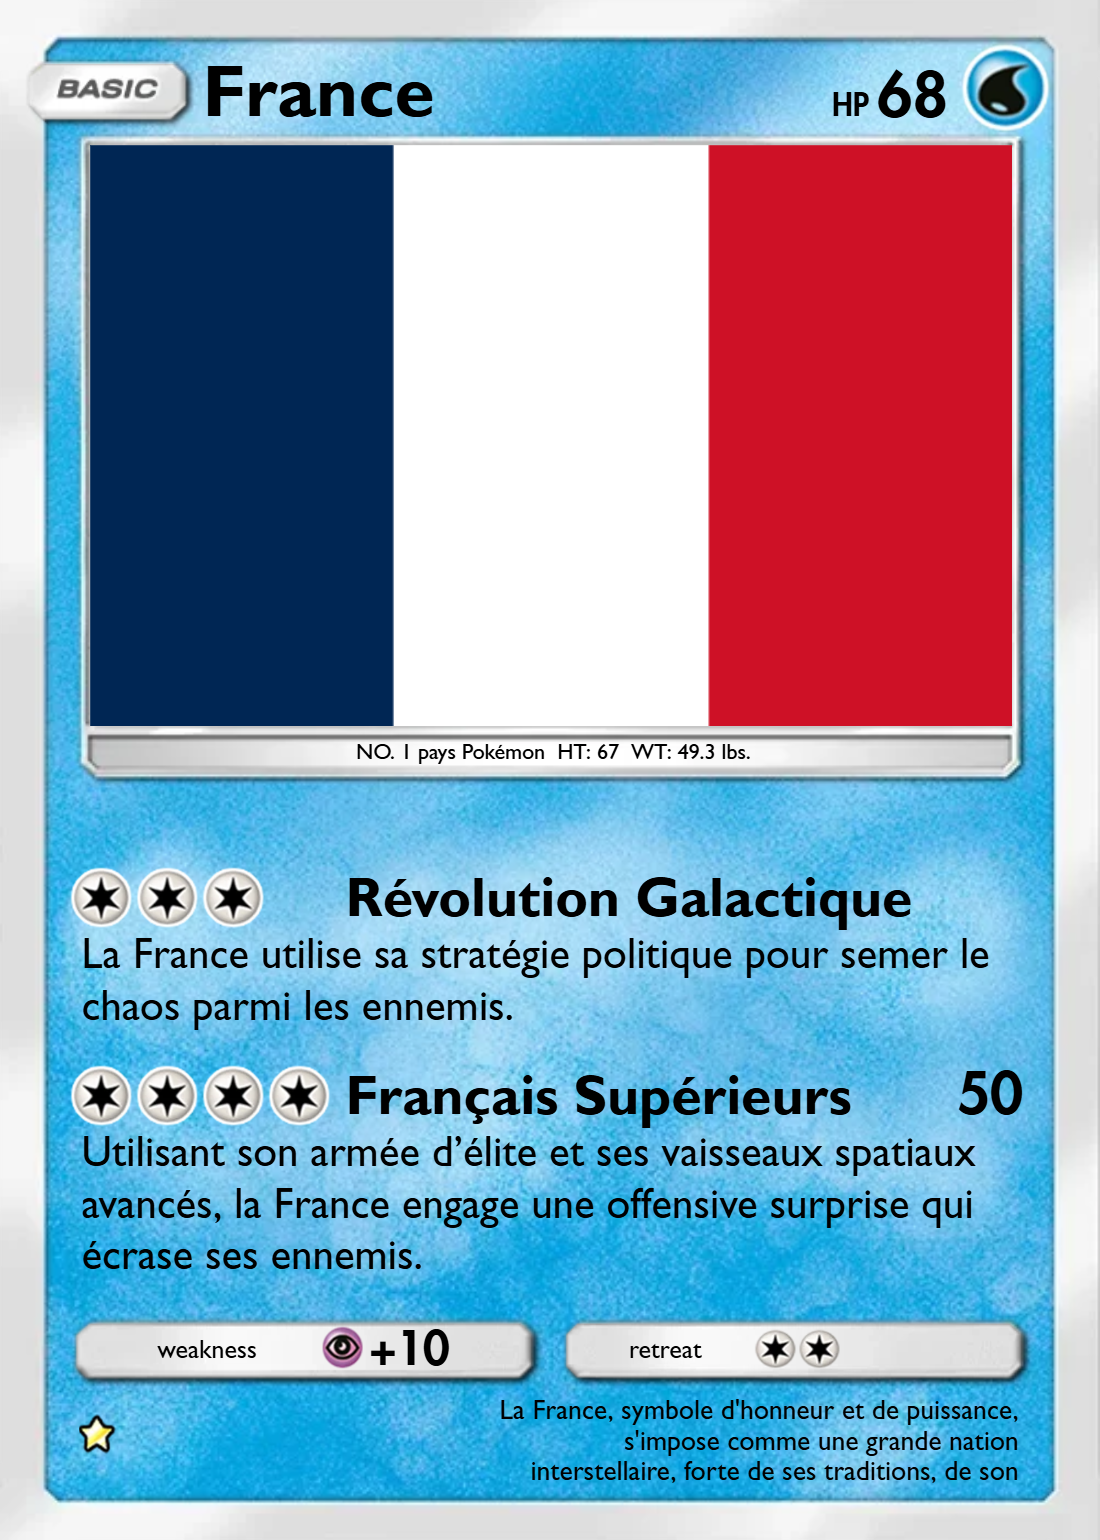 BASIC France HP 68
NO. 1 pays Pokémon HT: 67 WT: 49.3 lbs.
Révolution Galactique
La France utilise sa stratégie politique pour semer le
chaos parmi les ennemis.
Français Supérieurs 50
Utilisant son armée d’élite et ses vaisseaux spatiaux
avancés, la France engage une offensive surprise qui
écrase ses ennemis.
weakness +10 retreat
La France, symbole d'honneur et de puissance,
s'impose comme une grande nation
interstellaire, forte de ses traditions, de son